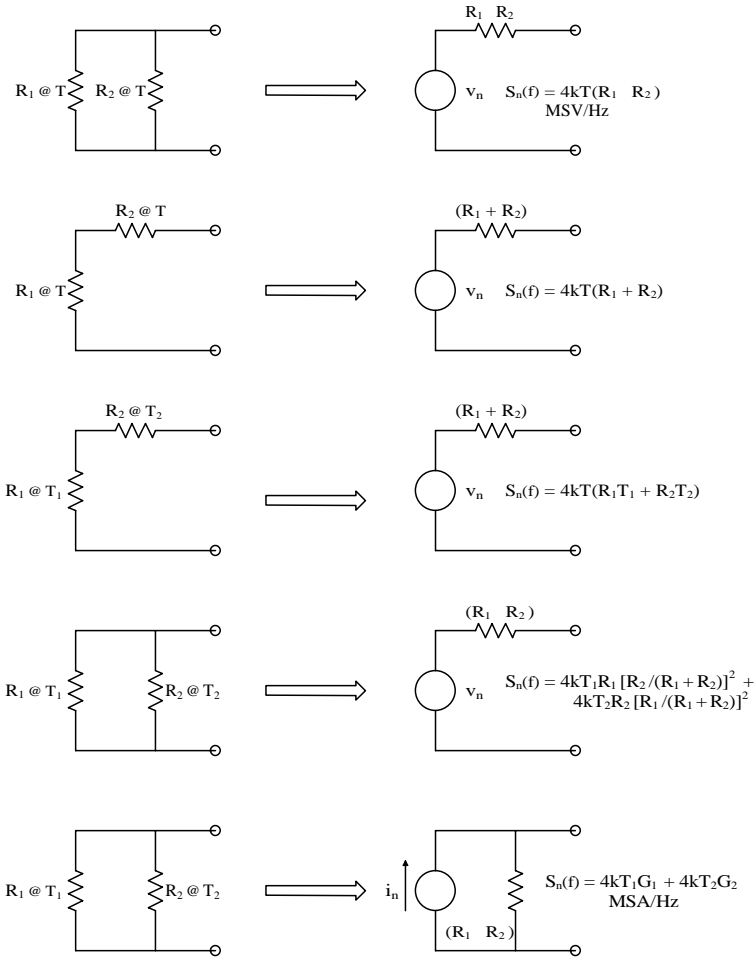 R₁ R₂
R₁ @ T R₂ @ T
vₙ Sₙ(f) = 4kT(R₁ R₂)
MSV/Hz
R₂ @ T
(R₁ + R₂)
R₁ @ T
vₙ Sₙ(f) = 4kT(R₁ + R₂)
R₂ @ T₂
(R₁ + R₂)
R₁ @ T₁
vₙ Sₙ(f) = 4kT(R₁T₁ + R₂T₂)
(R₁ R₂)
R₁ @ T₁ R₂ @ T₂
vₙ Sₙ(f) = 4kT₁R₁ [R₂/(R₁ + R₂)]² +
4kT₂R₂ [R₁/(R₁ + R₂)]²
R₁ @ T₁ R₂ @ T₂
iₙ Sₙ(f) = 4kT₁G₁ + 4kT₂G₂
MSA/Hz
(R₁ R₂)